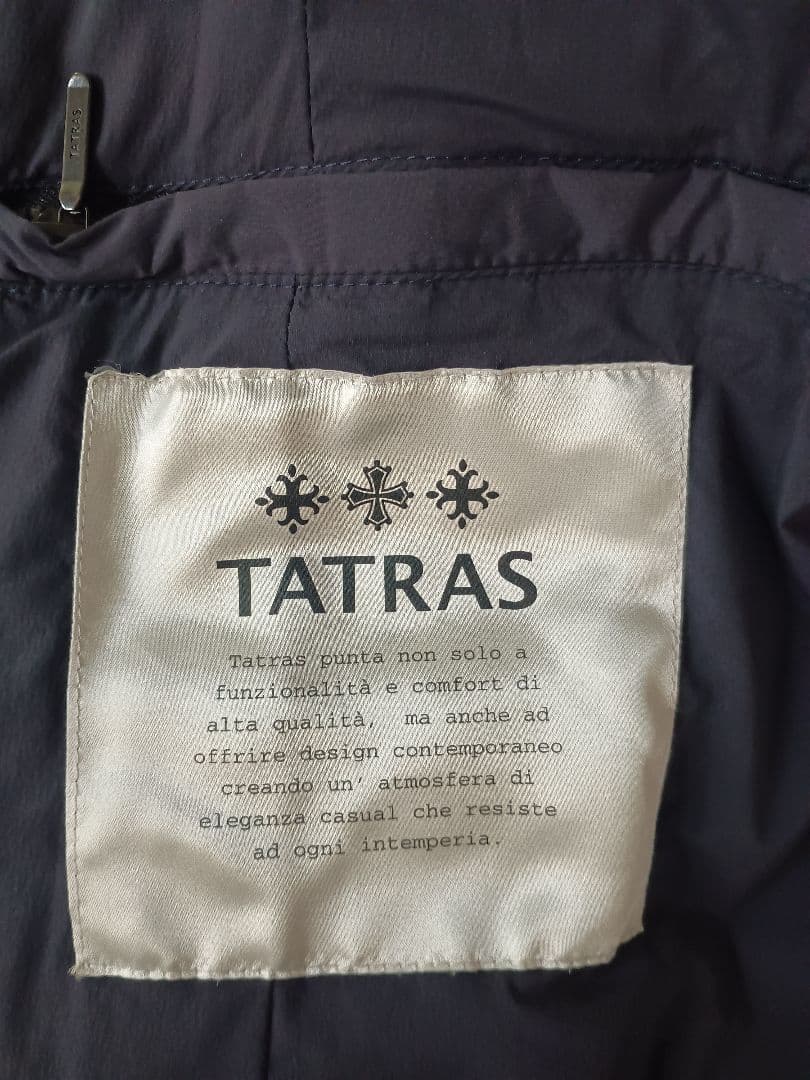 TATRAS
TATRAS
Tatras punta non solo a
funzionalità e comfort di
alta qualità, ma anche ad
offrire design contemporaneo
creando un' atmosfera di
eleganza casual che resiste
ad ogni intemperia.